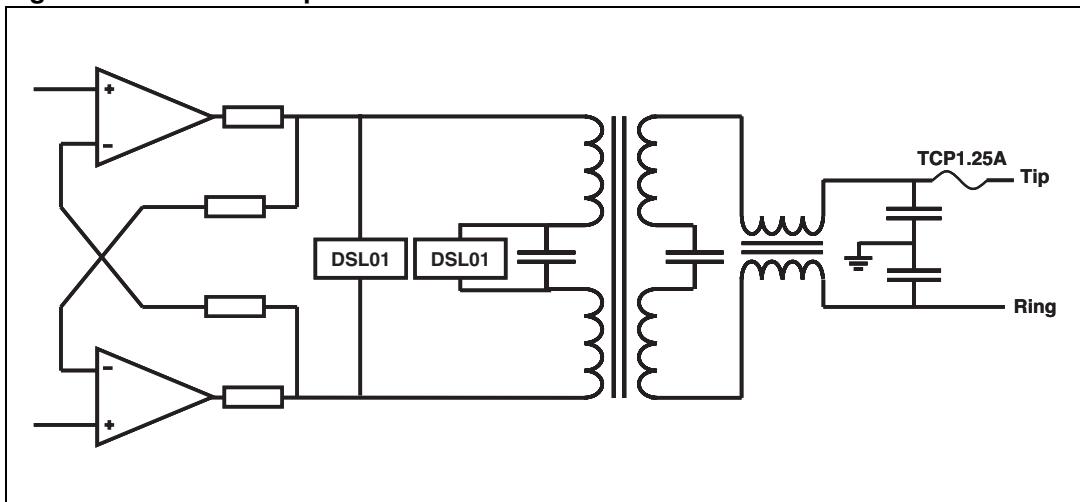 +
−
TCP1.25A
Tip
DSL01 DSL01
Ring
−
+